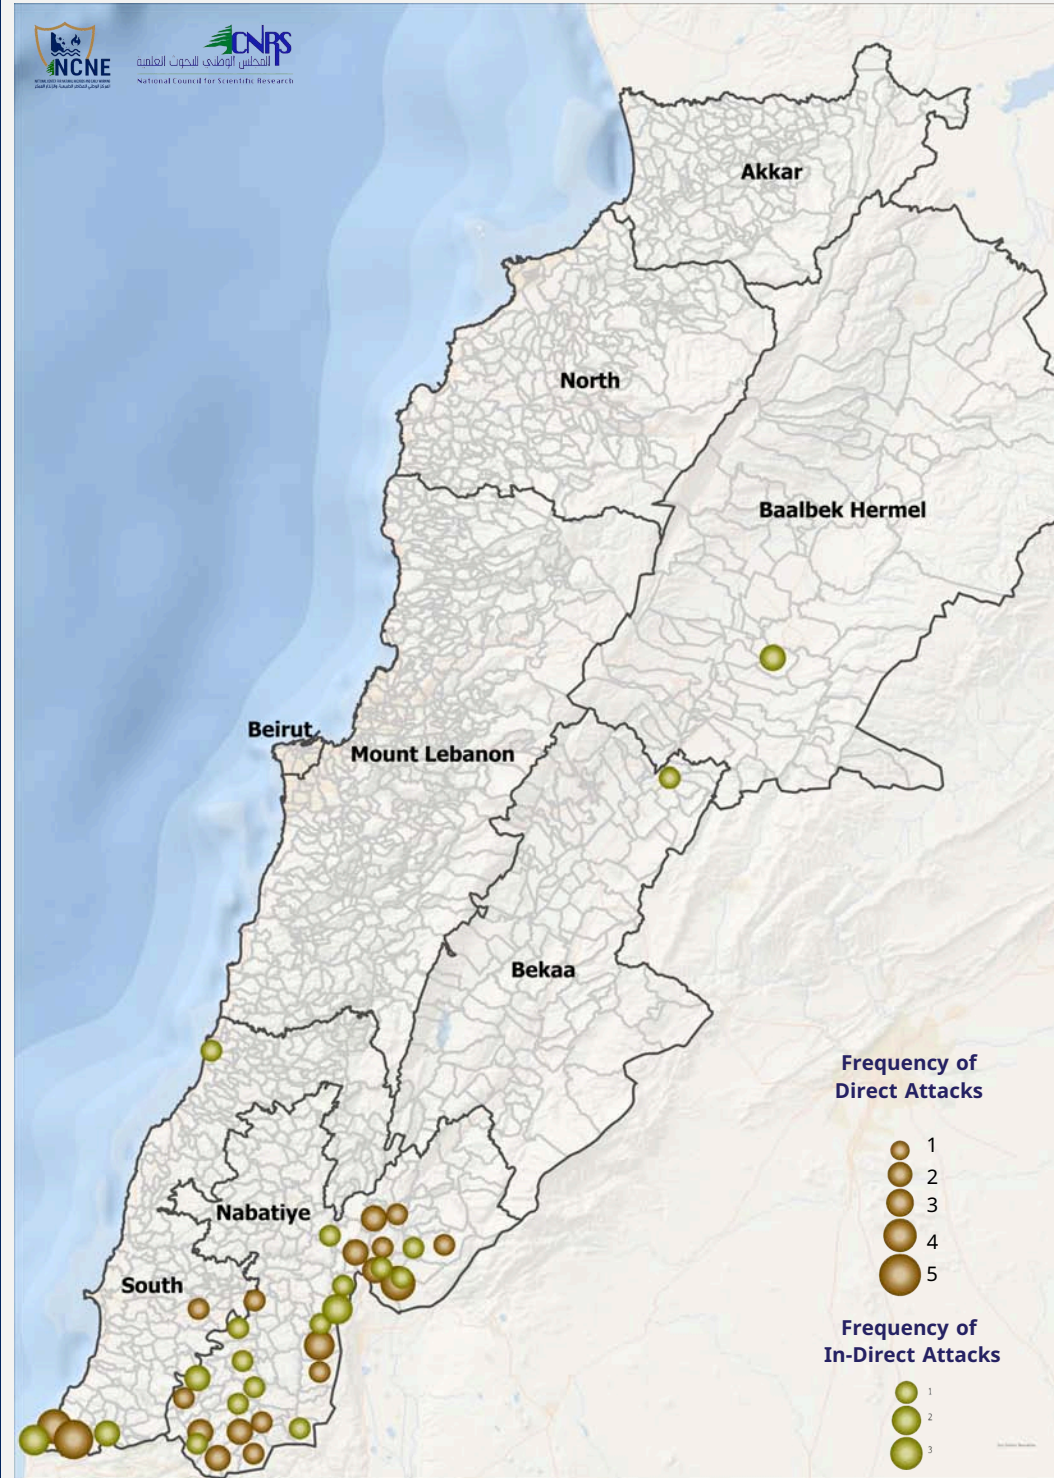 NCNE
CNRS
المجلس الوطني للبحوث العلمية
National Council for Scientific Research
Akkar
North
Baalbek Hermel
Beirut
Mount Lebanon
Bekaa
Nabatiye
South
Frequency of
Direct Attacks
1
2
3
4
5
Frequency of
In-Direct Attacks
1
2
3